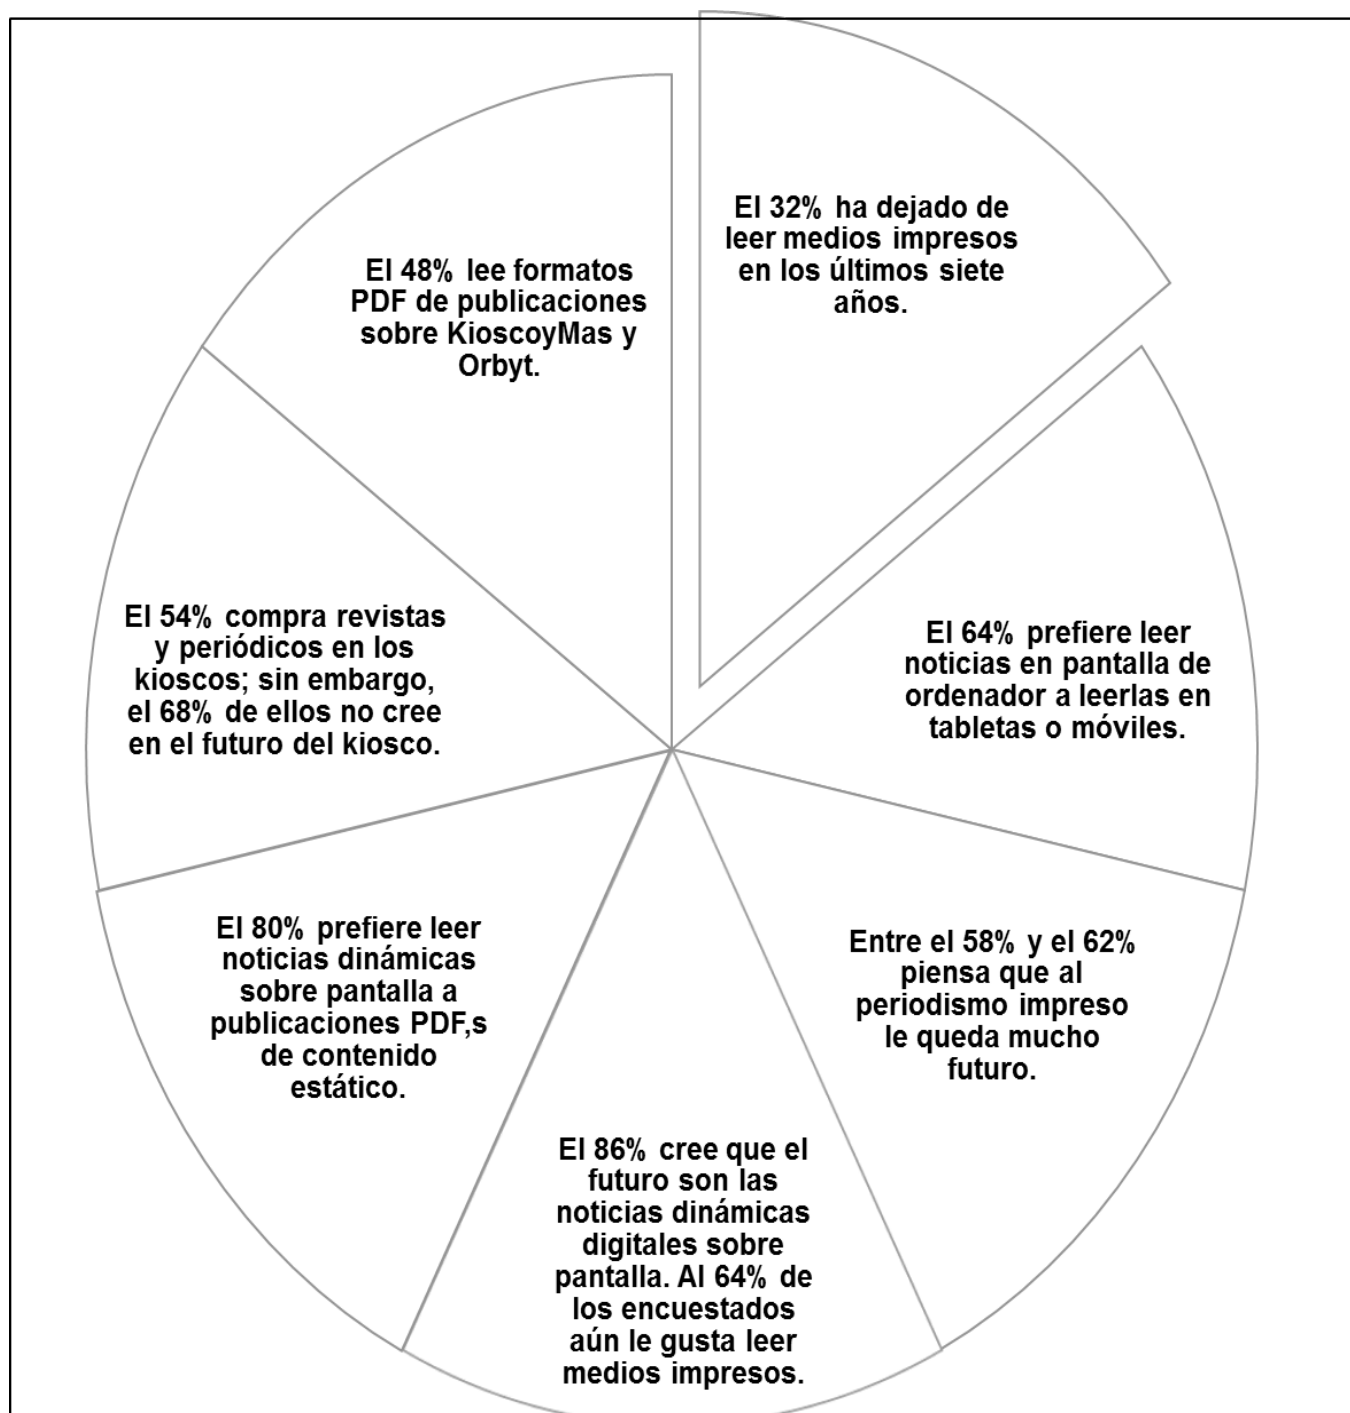 El 32% ha dejado de
leer medios impresos
en los últimos siete
años.
El 64% prefiere leer
noticias en pantalla de
ordenador a leerlas en
tabletas o móviles.
Entre el 58% y el 62%
piensa que al
periodismo impreso
le queda mucho
futuro.
El 86% cree que el
futuro son las
noticias dinámicas
digitales sobre
pantalla. Al 64% de
los encuestados
aún le gusta leer
medios impresos.
El 80% prefiere leer
noticias dinámicas
sobre pantalla a
publicaciones PDF,s
de contenido
estático.
El 54% compra revistas
y periódicos en los
kioscos; sin embargo,
el 68% de ellos no cree
en el futuro del kiosco.
El 48% lee formatos
PDF de publicaciones
sobre KioscoyMas y
Orbyt.